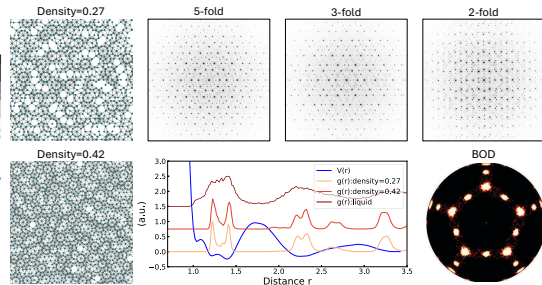 Density=0.27
5-fold
3-fold
2-fold
Density=0.42
BOD
3.0
2.5
2.0
1.5
1.0
0.5
0.0
−0.5
(a.u.)
V(r)
g(r):density=0.27
g(r):density=0.42
g(r):liquid
1.0 1.5 2.0 2.5 3.0 3.5
Distance r